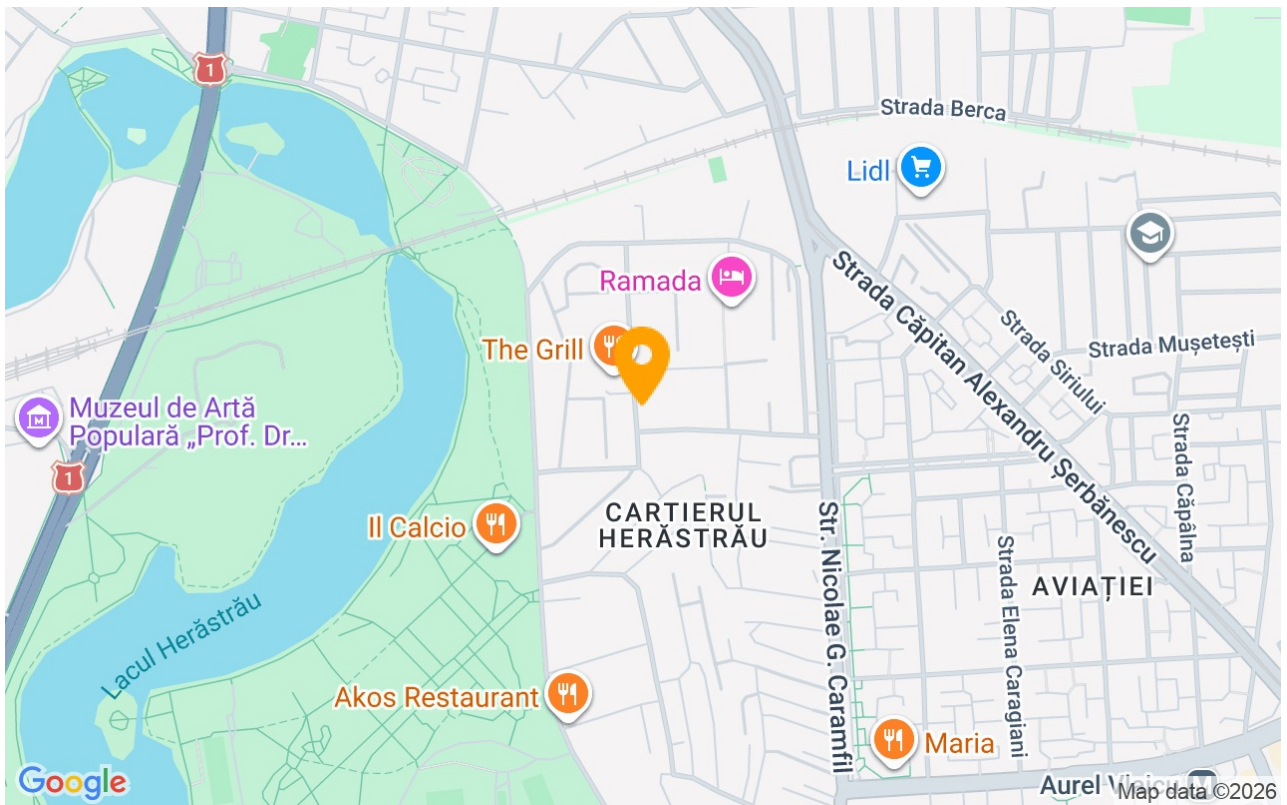 1
Strada Berca
Lidl
Ramada
Strada Căpitan Alexandru Șerbănescu
Strada Siriului
Strada Mușetești
The Grill
Muzeul de Artă
Populară „Prof. Dr...
1
Strada Căpâlna
Il Calcio
CARTIERUL
HERĂSTRĂU
Str. Nicolae G. Caramfil
Strada Elena Caragiani
AVIAȚIEI
Lacul Herăstrău
Akos Restaurant
Maria
Google
Aurel
Map data ©2026